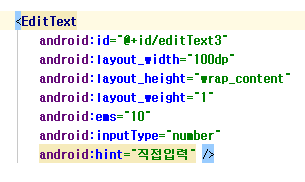 <EditText
android:id="@+id/editText3"
android:layout_width="100dp"
android:layout_height="wrap_content"
android:layout_weight="1"
android:ems="10"
android:inputType="number"
android:hint="직접입력" />